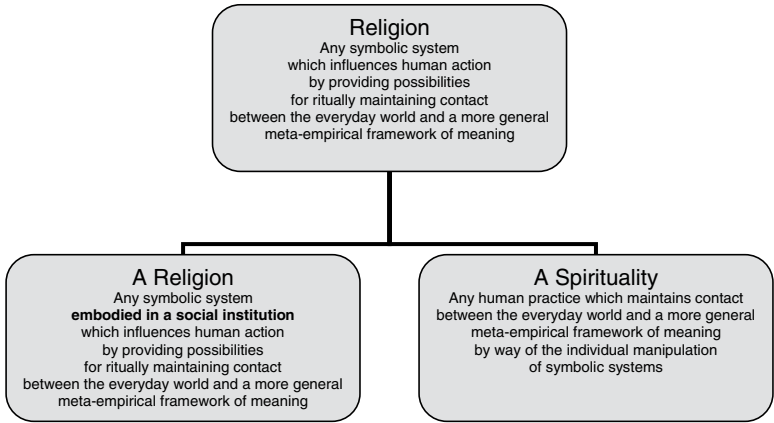 Religion
Any symbolic system
which influences human action
by providing possibilities
for ritually maintaining contact
between the everyday world and a more general
meta-empirical framework of meaning
A Religion
Any symbolic system
embodied in a social institution
which influences human action
by providing possibilities
for ritually maintaining contact
between the everyday world and a more general
meta-empirical framework of meaning
A Spirituality
Any human practice which maintains contact
between the everyday world and a more general
meta-empirical framework of meaning
by way of the individual manipulation
of symbolic systems